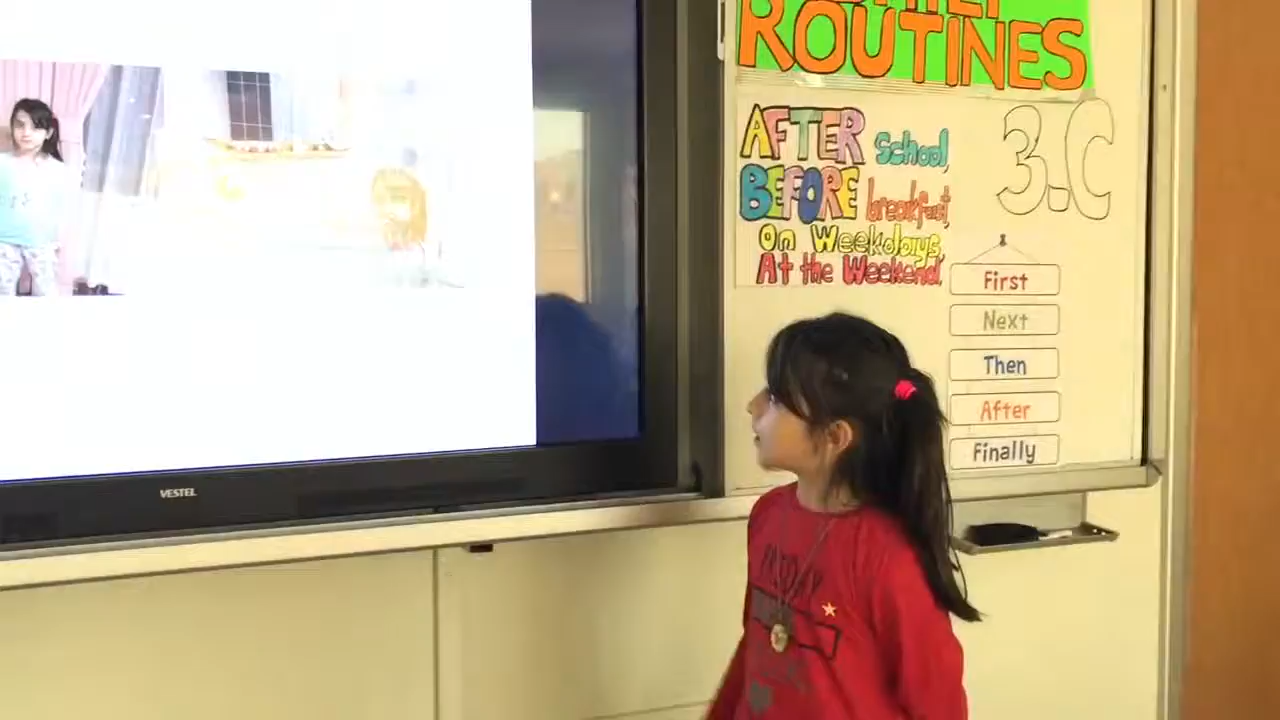 ROUTINES
AFTER School,
BEFORE breakfast,
On Weekdays,
At the Weekend,
3.C
First
Next
Then
After
Finally
VESTEL